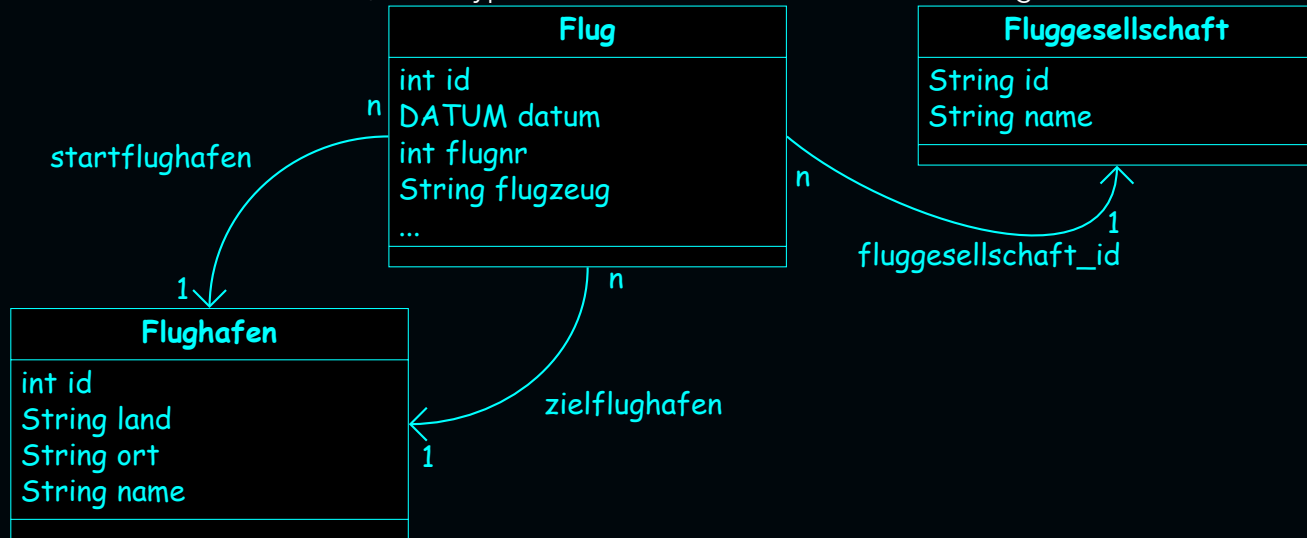 Flug
int id
DATUM datum
int flugnr
String flugzeug
...
Fluggesellschaft
String id
String name
n
startflughafen
1
n
1
fluggesellschaft_id
n
zielflughafen
1
Flughafen
int id
String land
String ort
String name